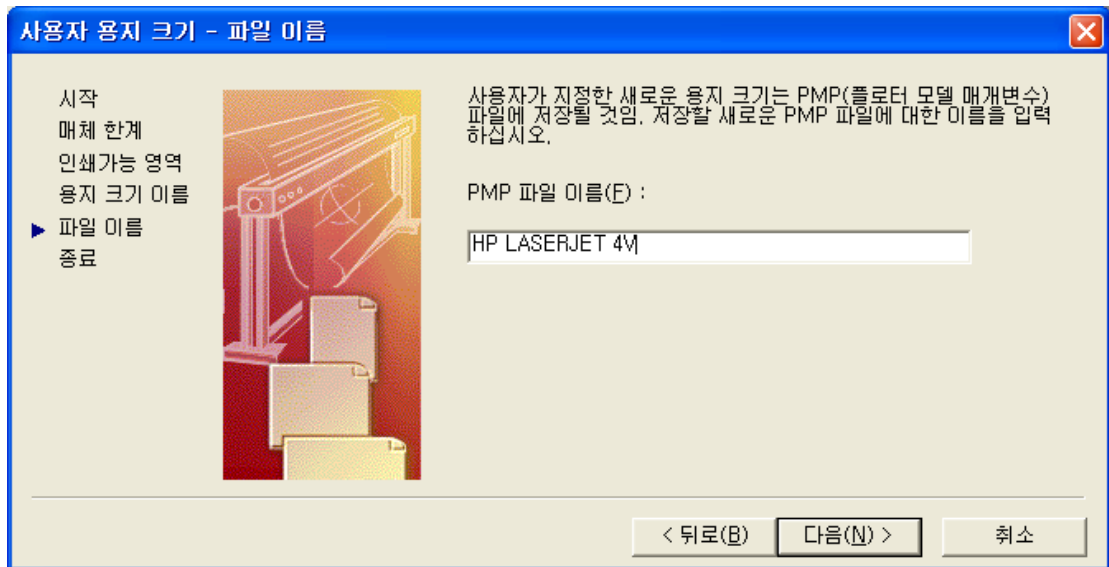 사용자 용지 크기 - 파일 이름
시작
매체 한계
인쇄가능 영역
용지 크기 이름
파일 이름
종료
사용자가 지정한 새로운 용지 크기는 PMP(플로터 모델 매개변수)
파일에 저장될 것임. 저장할 새로운 PMP 파일에 대한 이름을 입력
하십시오.
PMP 파일 이름(F) :
HP LASERJET 4V
< 뒤로(B)
다음(N) >
취소